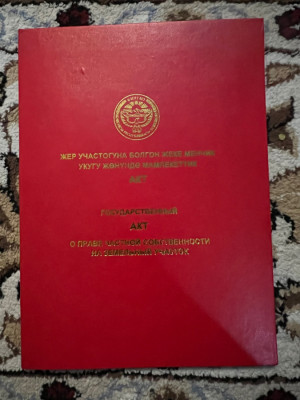 ЖЕР УЧАСТОГУНА БОЛГОН ЖЕКЕ МЕНЧИК
УКУГУ ЖӨНҮНДӨ МАМЛЕКЕТТИК
АКТ
ГОСУДАРСТВЕННЫЙ
АКТ
О ПРАВЕ ЧАСТНОЙ СОБСТВЕННОСТИ
НА ЗЕМЕЛЬНЫЙ УЧАСТОК